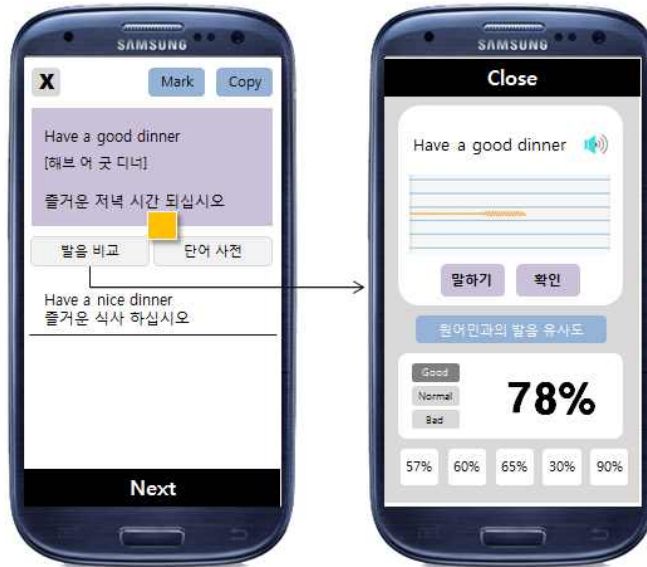 SAMSUNG
X
Mark
Copy
Have a good dinner
[해브 어 굿 디너]
즐거운 저녁 시간 되십시오
발음 비교
단어 사전
Have a nice dinner
즐거운 식사 하십시오
Next
SAMSUNG
Close
Have a good dinner
말하기
확인
원어민과의 발음 유사도
Good
Normal
Bad
78%
57% 60% 65% 30% 90%